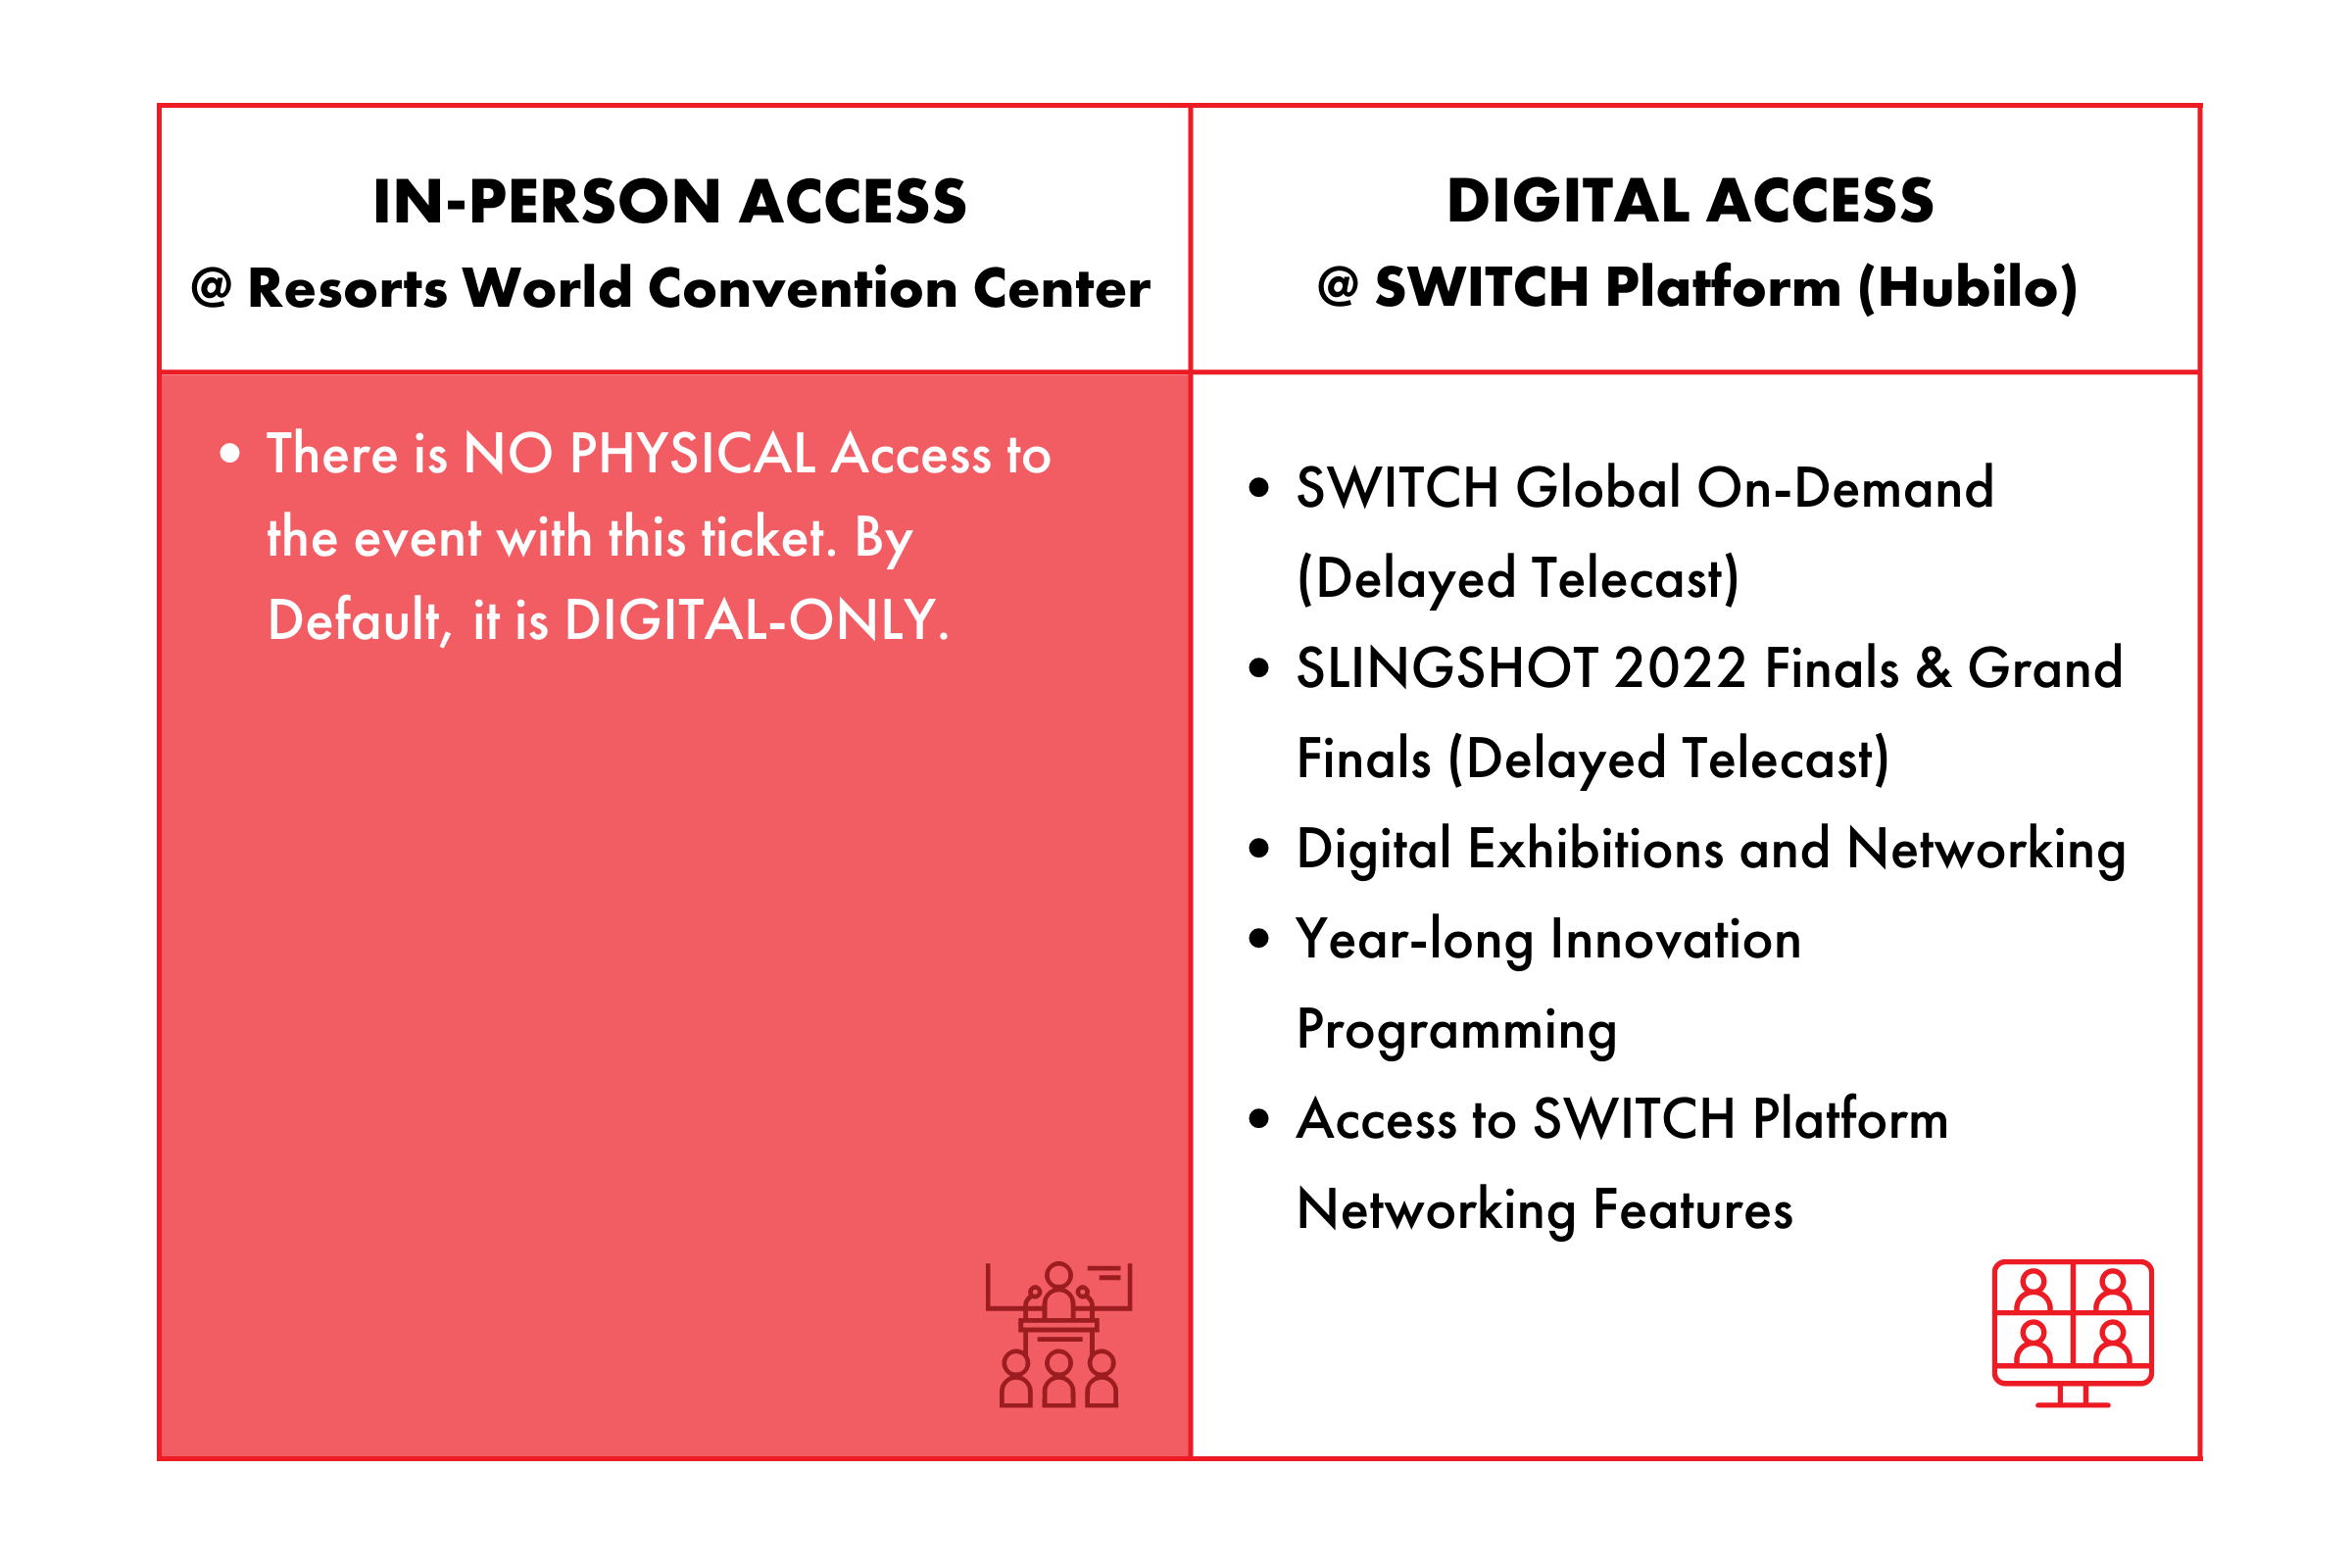 IN-PERSON ACCESS
@ Resorts World Convention Center
• There is NO PHYSICAL Access to
the event with this ticket. By
Default, it is DIGITAL-ONLY.
DIGITAL ACCESS
@ SWITCH Platform (Hubilo)
• SWITCH Global On-Demand
(Delayed Telecast)
• SLINGSHOT 2022 Finals & Grand
Finals (Delayed Telecast)
• Digital Exhibitions and Networking
• Year-long Innovation
Programming
• Access to SWITCH Platform
Networking Features